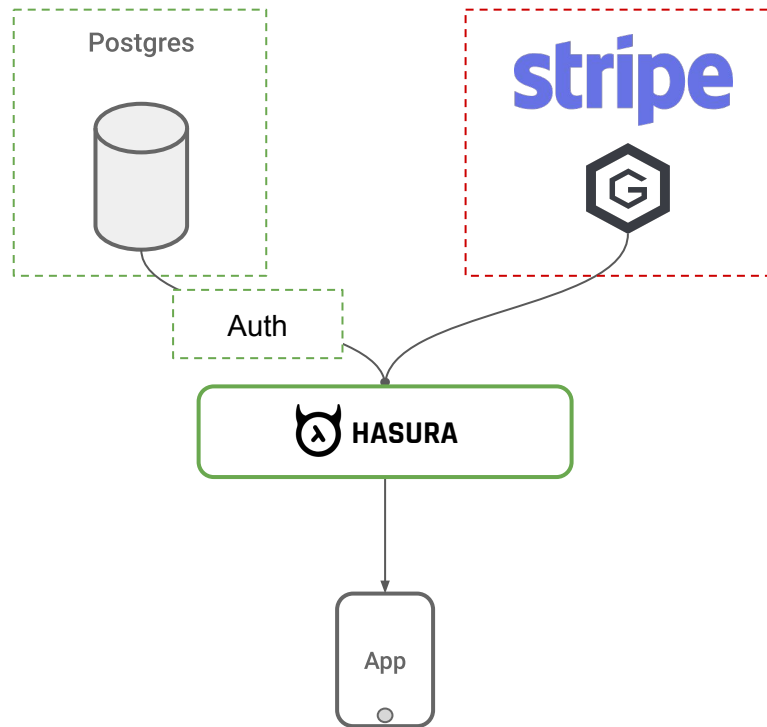 Postgres
stripe
G
Auth
λ HASURA
App